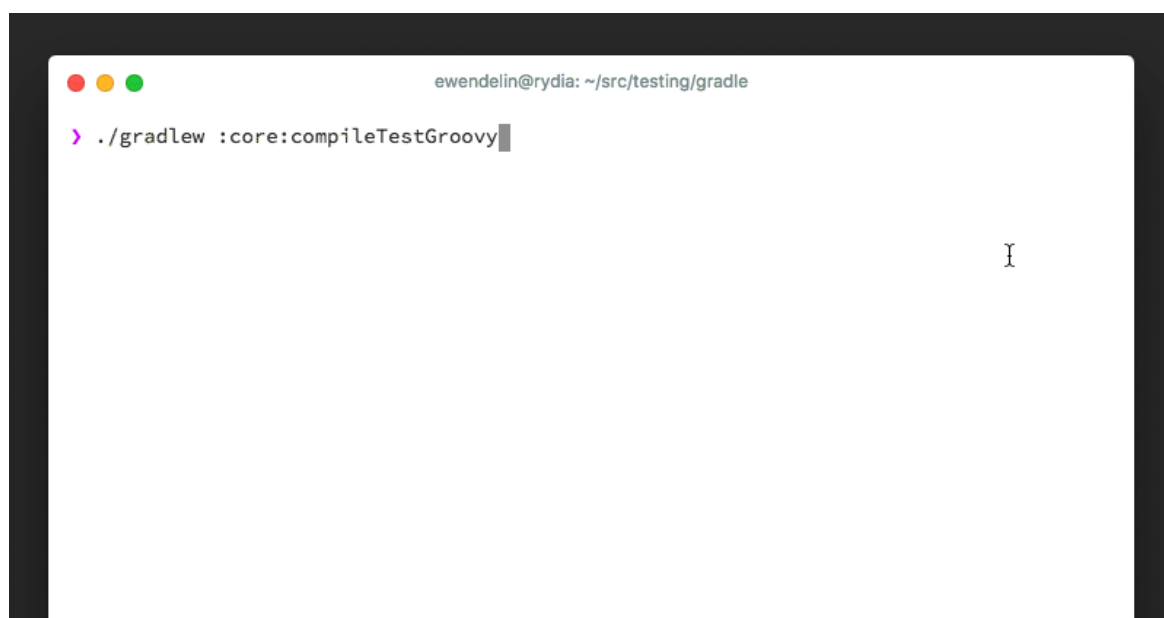 ewendelin@rydia: ~/src/testing/gradle
❯ ./gradlew :core:compileTestGroovy